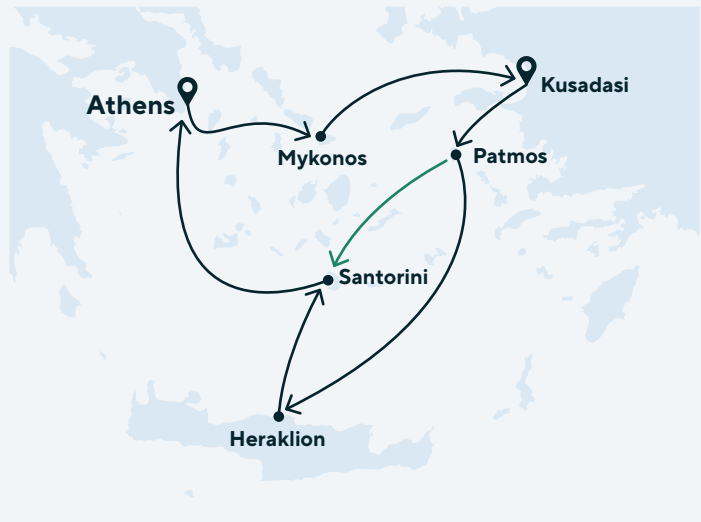 Athens
Kusadasi
Mykonos
Patmos
Santorini
Heraklion